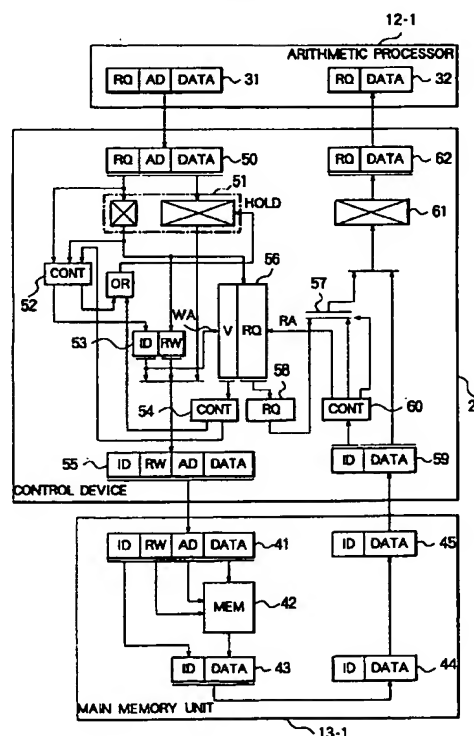 12-1
ARITHMETIC PROCESSOR
RQ AD DATA 31
RQ DATA 32
RQ AD DATA 50
RQ DATA 62
51
HOLD
61
56
CONT
52
OR
57
WA
V RQ
RA
53
ID RW
58
54
CONT
RQ
CONT 60
2
55
ID RW AD DATA
ID DATA 59
CONTROL DEVICE
ID RW AD DATA 41
ID DATA 45
MEM 42
ID DATA 43
ID DATA 44
MAIN MEMORY UNIT
13-1